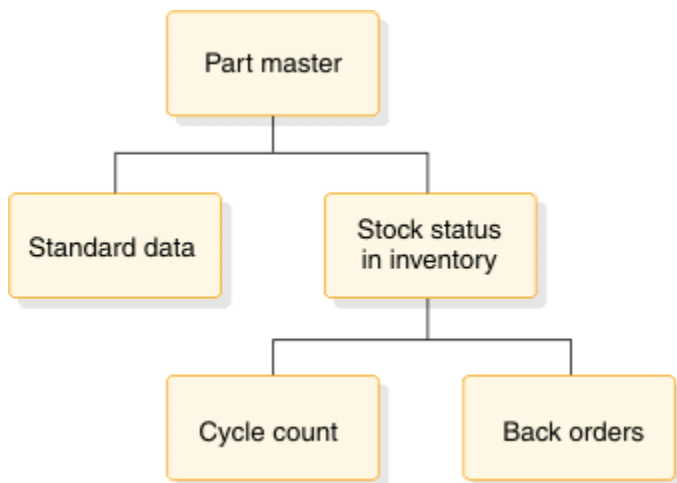 Part master
Standard data
Stock status
in inventory
Cycle count
Back orders